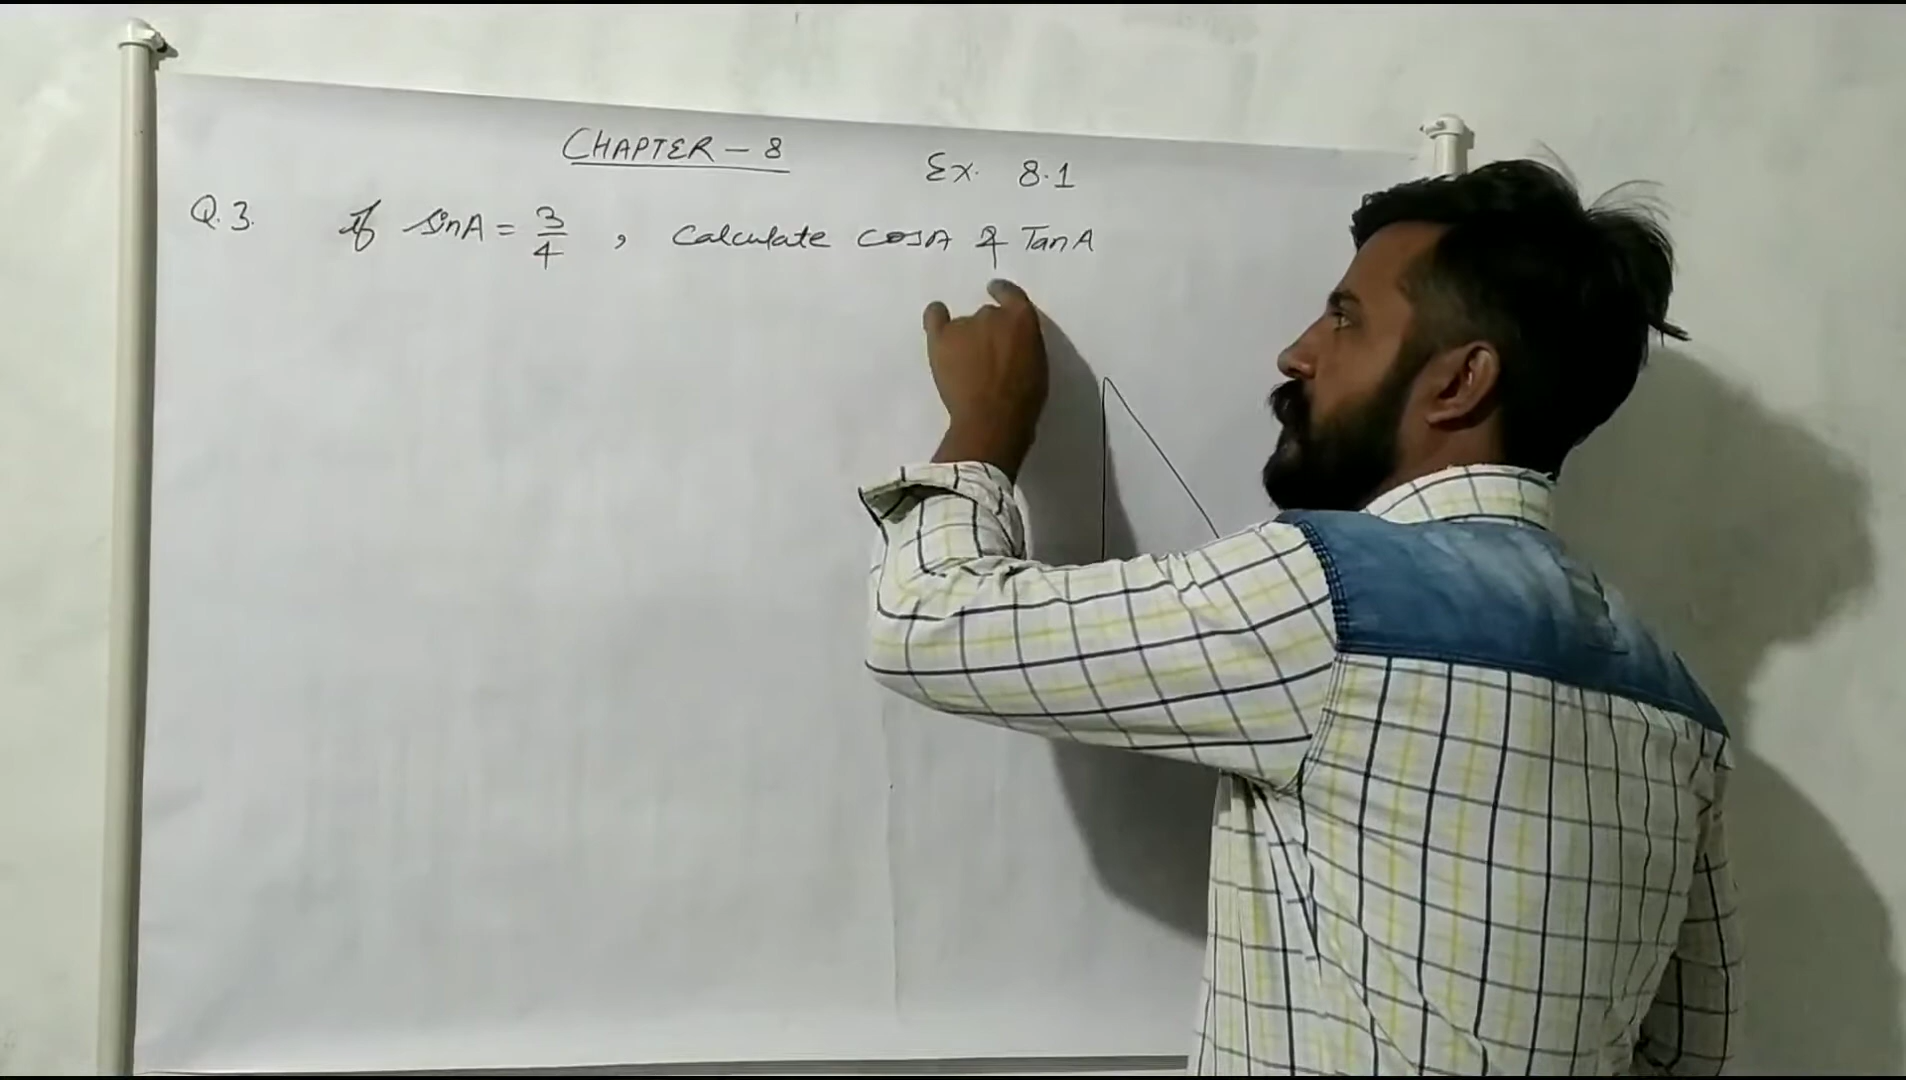 CHAPTER - 8
Ex. 8.1
Q.3. If sinA = 3/4 , Calculate cosA & TanA